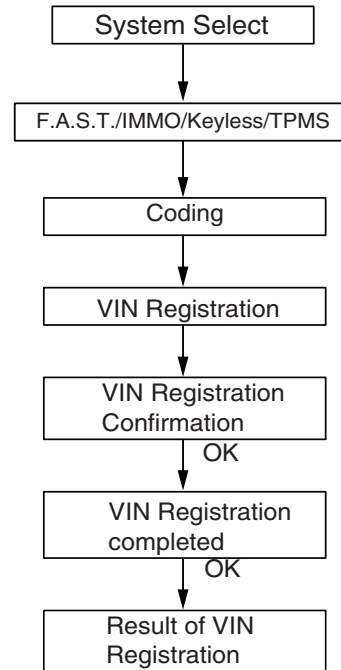 System Select
F.A.S.T./IMMO/Keyless/TPMS
Coding
VIN Registration
VIN Registration
Confirmation
OK
VIN Registration
completed
OK
Result of VIN
Registration